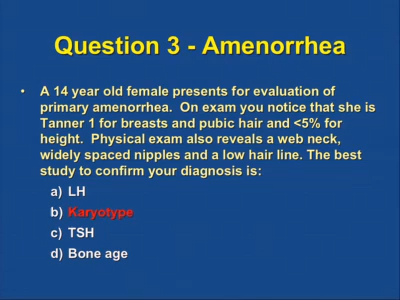 Question 3 - Amenorrhea
• A 14 year old female presents for evaluation of
primary amenorrhea. On exam you notice that she is
Tanner 1 for breasts and pubic hair and <5% for
height. Physical exam also reveals a web neck,
widely spaced nipples and a low hair line. The best
study to confirm your diagnosis is:
a) LH
b) Karyotype
c) TSH
d) Bone age